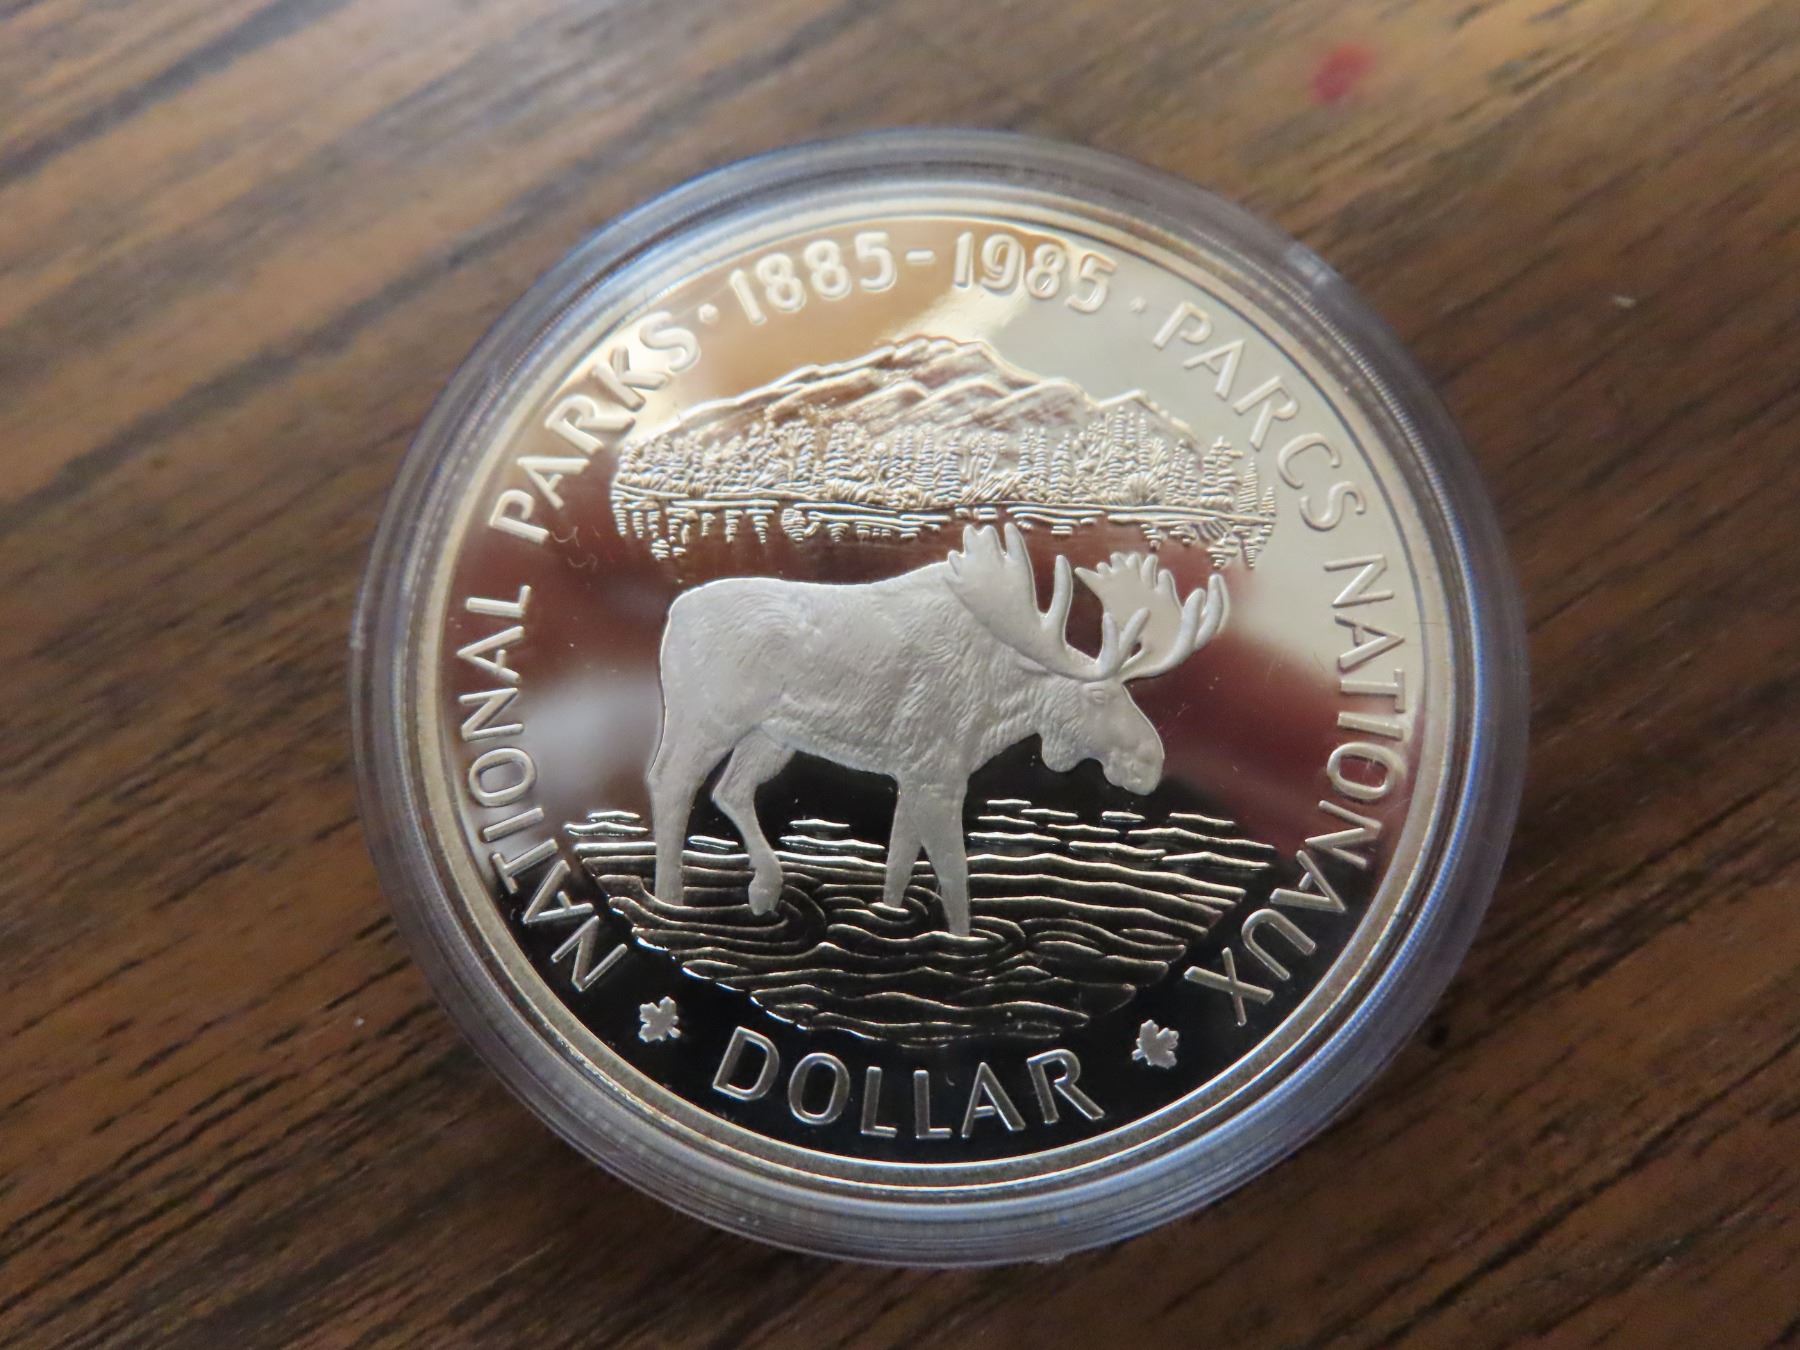 NATIONAL PARKS · 1885-1985 · PARCS NATIONAUX
DOLLAR